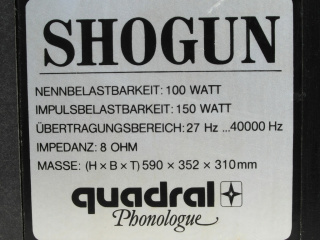 SHOGUN
NENNBELASTBARKEIT: 100 WATT
IMPULSBELASTBARKEIT: 150 WATT
ÜBERTRAGUNGSBEREICH: 27 Hz ...40000 Hz
IMPEDANZ: 8 OHM
MASSE: (H × B × T) 590 × 352 × 310mm
quadral
Phonologue